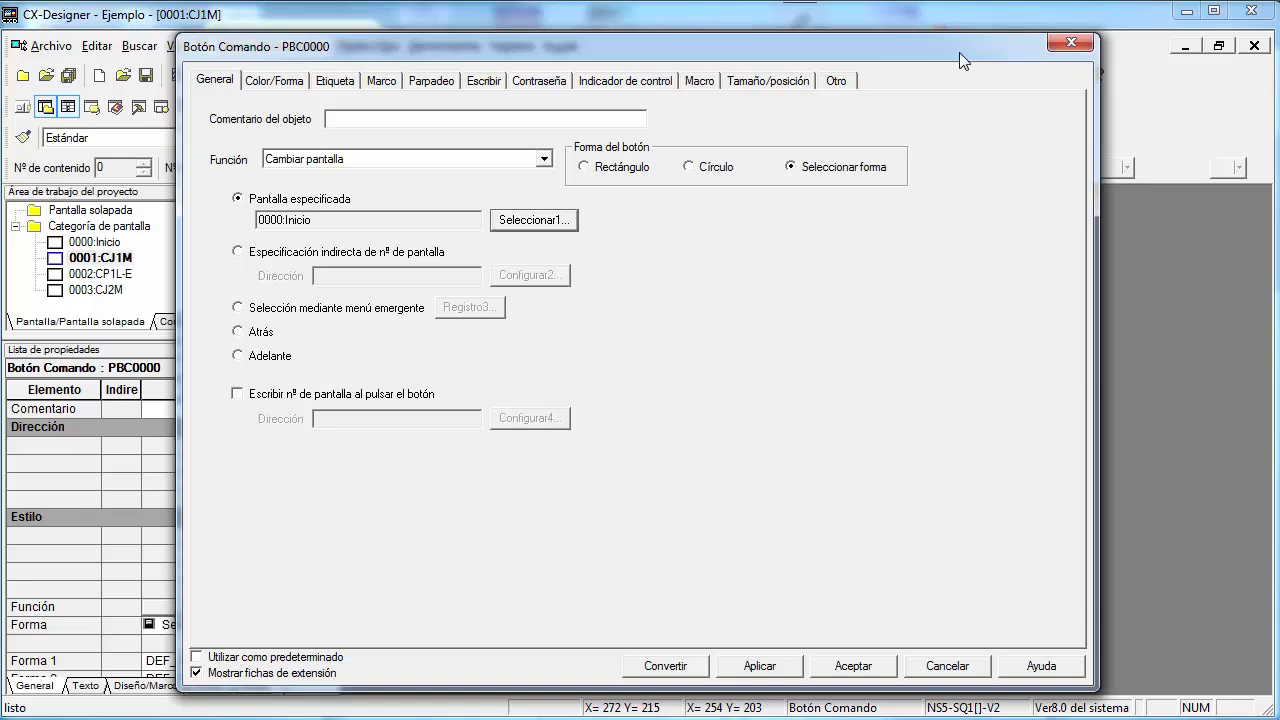 CX-Designer - Ejemplo - [0001:CJ1M]
Archivo Editar Buscar
Estándar
Nº de contenido 0
Área de trabajo del proyecto
Pantalla solapada
Categoría de pantalla
0000:Inicio
0001:CJ1M
0002:CP1L-E
0003:CJ2M
Pantalla/Pantalla solapada
Lista de propiedades
Botón Comando : PBC0000
Elemento Indire
Comentario
Dirección
Estilo
Función
Forma
Forma 1 DEF_
General Texto Diseño/Marco
Botón Comando - PBC0000
General Color/Forma Etiqueta Marco Parpadeo Escribir Contraseña Indicador de control Macro Tamaño/posición Otro
Comentario del objeto
Función Cambiar pantalla
Forma del botón
Rectángulo Círculo Seleccionar forma
Pantalla especificada
0000:Inicio Seleccionar1...
Especificación indirecta de nº de pantalla
Dirección Configurar2...
Selección mediante menú emergente Registro3...
Atrás
Adelante
Escribir nº de pantalla al pulsar el botón
Dirección Configurar4...
Utilizar como predeterminado
Mostrar fichas de extensión
Convertir Aplicar Aceptar Cancelar Ayuda
listo X= 272 Y= 215 X= 254 Y= 203 Botón Comando NS5-SQ1[]-V2 Ver8.0 del sistema NUM